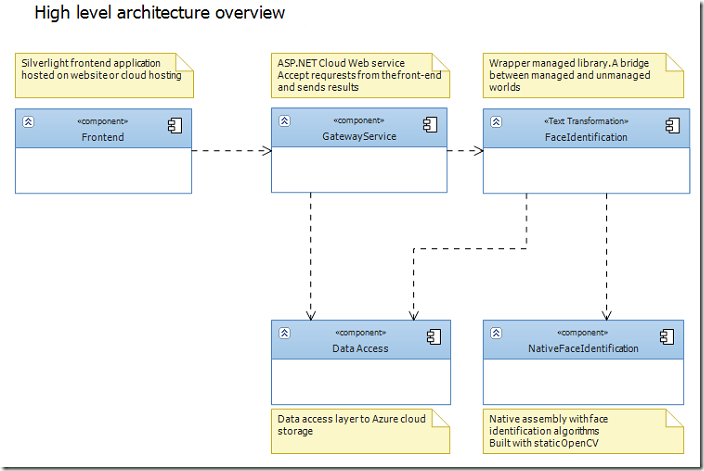 High level architecture overview
Silverlight frontend application
hosted on website or cloud hosting
ASP.NET Cloud Web service
Accept requrests from the front-end
and sends results
Wrapper managed library. A bridge
between managed and unmanaged
worlds
«component»
Frontend
«component»
GatewayService
«Text Transformation»
FaceIdentification
«component»
Data Access
«component»
NativeFaceIdentification
Data access layer to Azure cloud
storage
Native assembly with face
identification algorithms
Built with static OpenCV